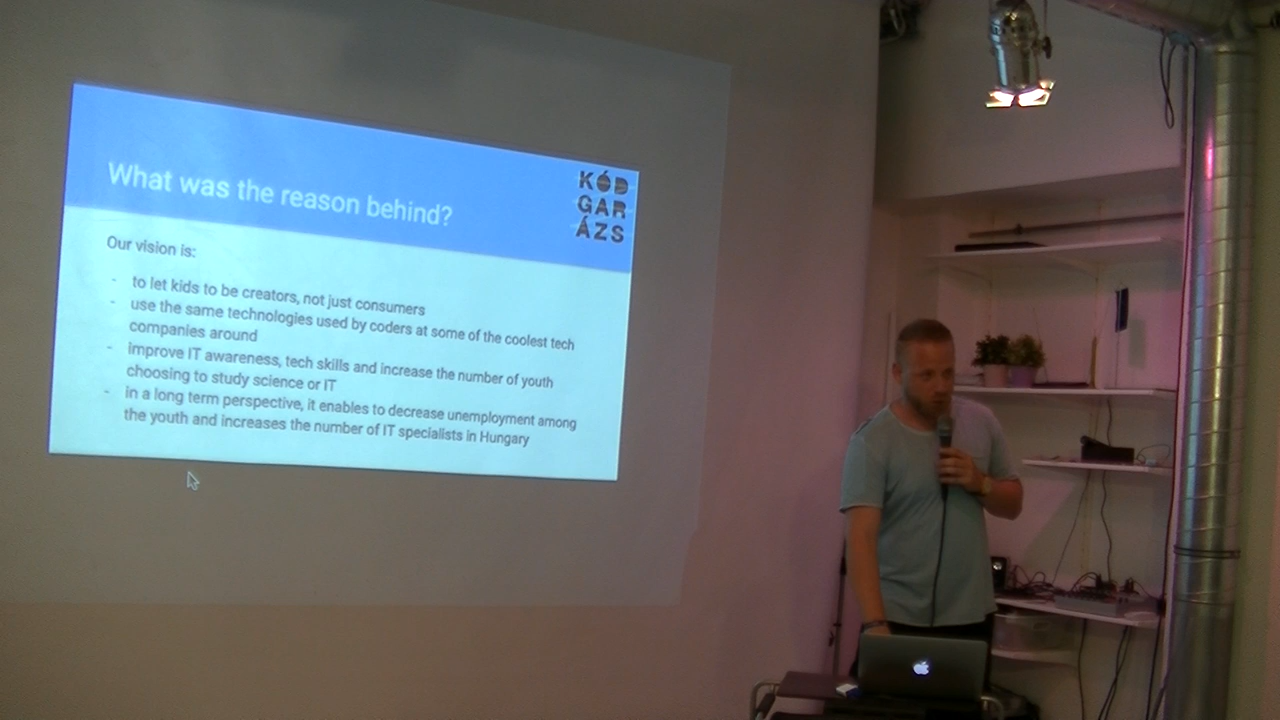 What was the reason behind?
KÓD
GAR
ÁZS
Our vision is:
- to let kids to be creators, not just consumers
- use the same technologies used by coders at some of the coolest tech
companies around
- improve IT awareness, tech skills and increase the number of youth
choosing to study science or IT
- in a long term perspective, it enables to decrease unemployment among
the youth and increases the number of IT specialists in Hungary